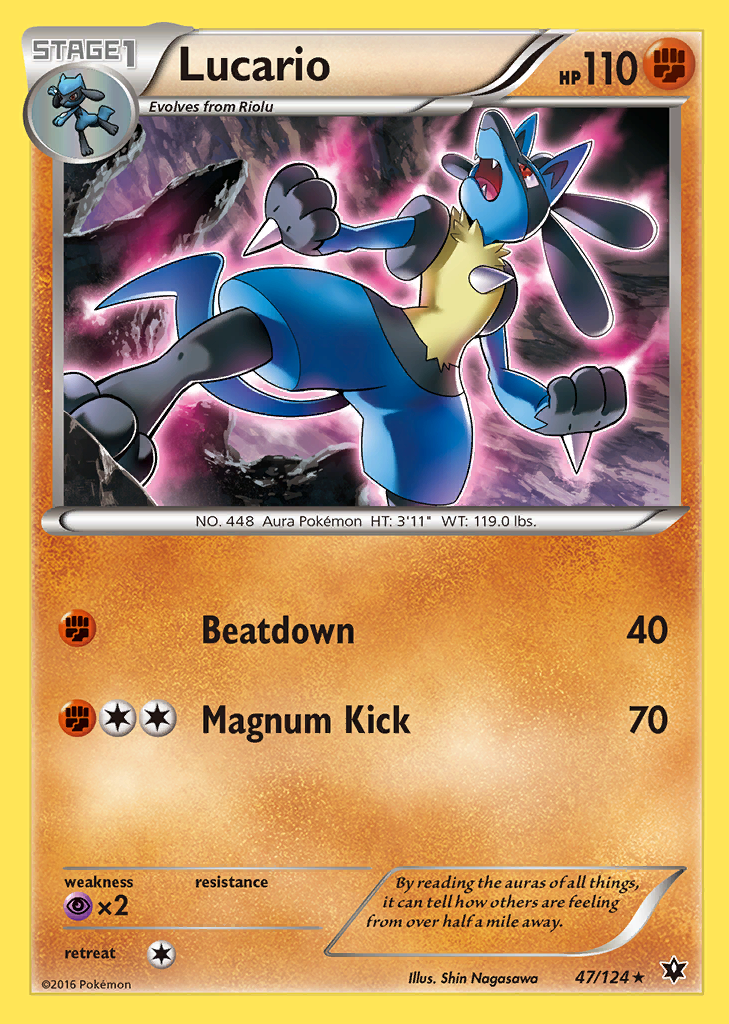 STAGE1
Lucario
HP110
Evolves from Riolu
NO. 448 Aura Pokémon HT: 3'11" WT: 119.0 lbs.
Beatdown 40
Magnum Kick 70
weakness resistance
×2
retreat
By reading the auras of all things,
it can tell how others are feeling
from over half a mile away.
Illus. Shin Nagasawa 47/124 ★
©2016 Pokémon